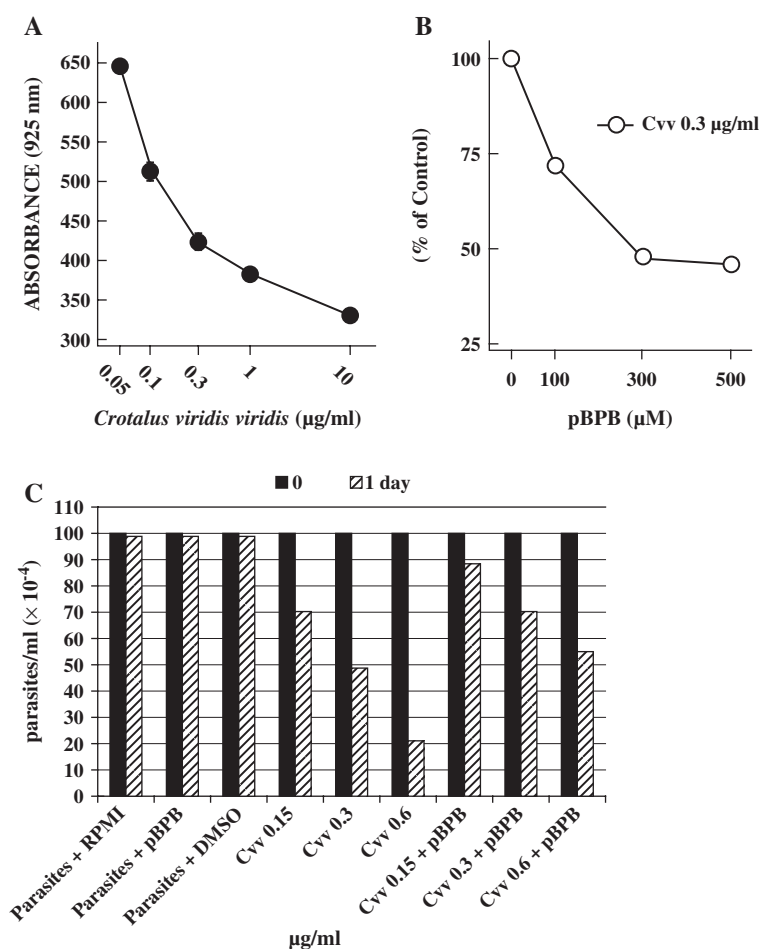 A
ABSORBANCE (925 nm)
650
600
550
500
450
400
350
300
0.05
0.1
0.3
1
10
Crotalus viridis viridis (µg/ml)
B
(% of Control)
100
75
50
25
Cvv 0.3 µg/ml
0
100
300
500
pBPB (µM)
C
0
1 day
parasites/ml (× 10-4)
110
100
90
80
70
60
50
40
30
20
10
0
Parasites + RPMI
Parasites + pBPB
Parasites + DMSO
Cvv 0.15
Cvv 0.3
Cvv 0.6
Cvv 0.15 + pBPB
Cvv 0.3 + pBPB
Cvv 0.6 + pBPB
µg/ml